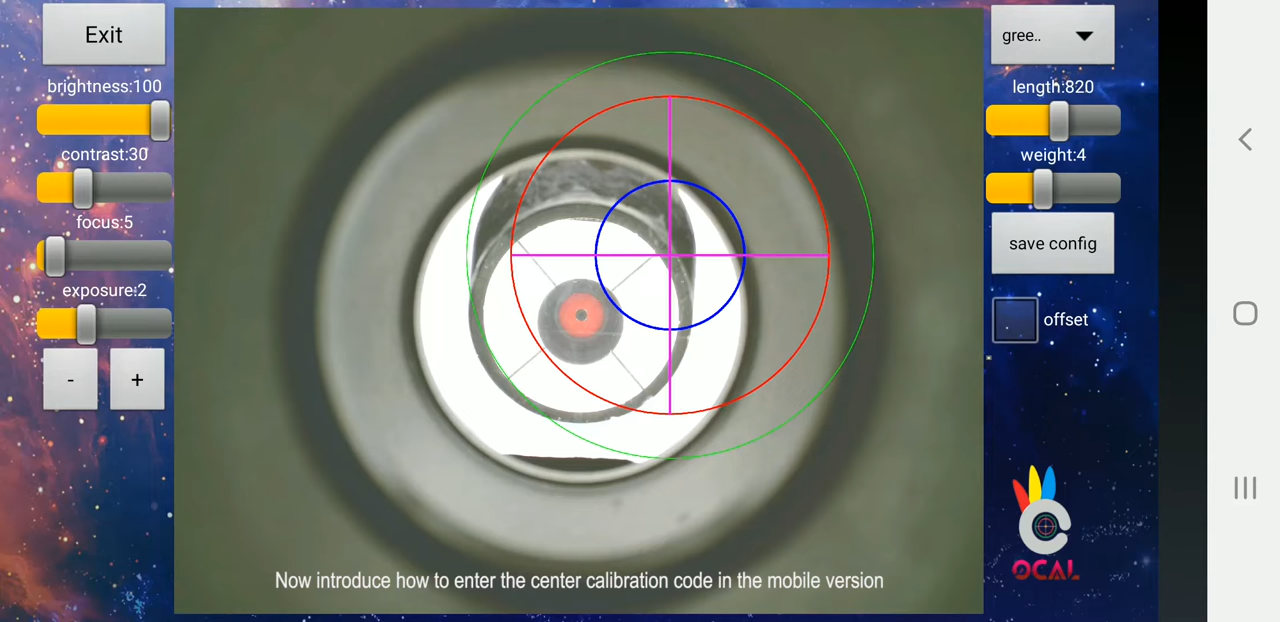 Exit
brightness:100
contrast:30
focus:5
exposure:2
-
+
gree..
length:820
weight:4
save config
offset
OCAL
Now introduce how to enter the center calibration code in the mobile version